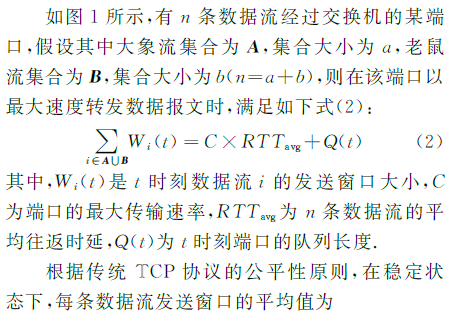 如图1所示,有 n 条数据流经过交换机的某端
口,假设其中大象流集合为 A,集合大小为 a,老鼠
流集合为 B,集合大小为 b(n=a+b),则在该端口以
最大速度转发数据报文时,满足如下式(2):
∑_{i∈A∪B} W_i(t)=C×RTT_avg+Q(t) (2)
其中,W_i(t)是 t 时刻数据流 i 的发送窗口大小,C
为端口的最大传输速率,RTT_avg 为 n 条数据流的平
均往返时延,Q(t)为 t 时刻端口的队列长度.
根据传统 TCP 协议的公平性原则,在稳定状
态下,每条数据流发送窗口的平均值为